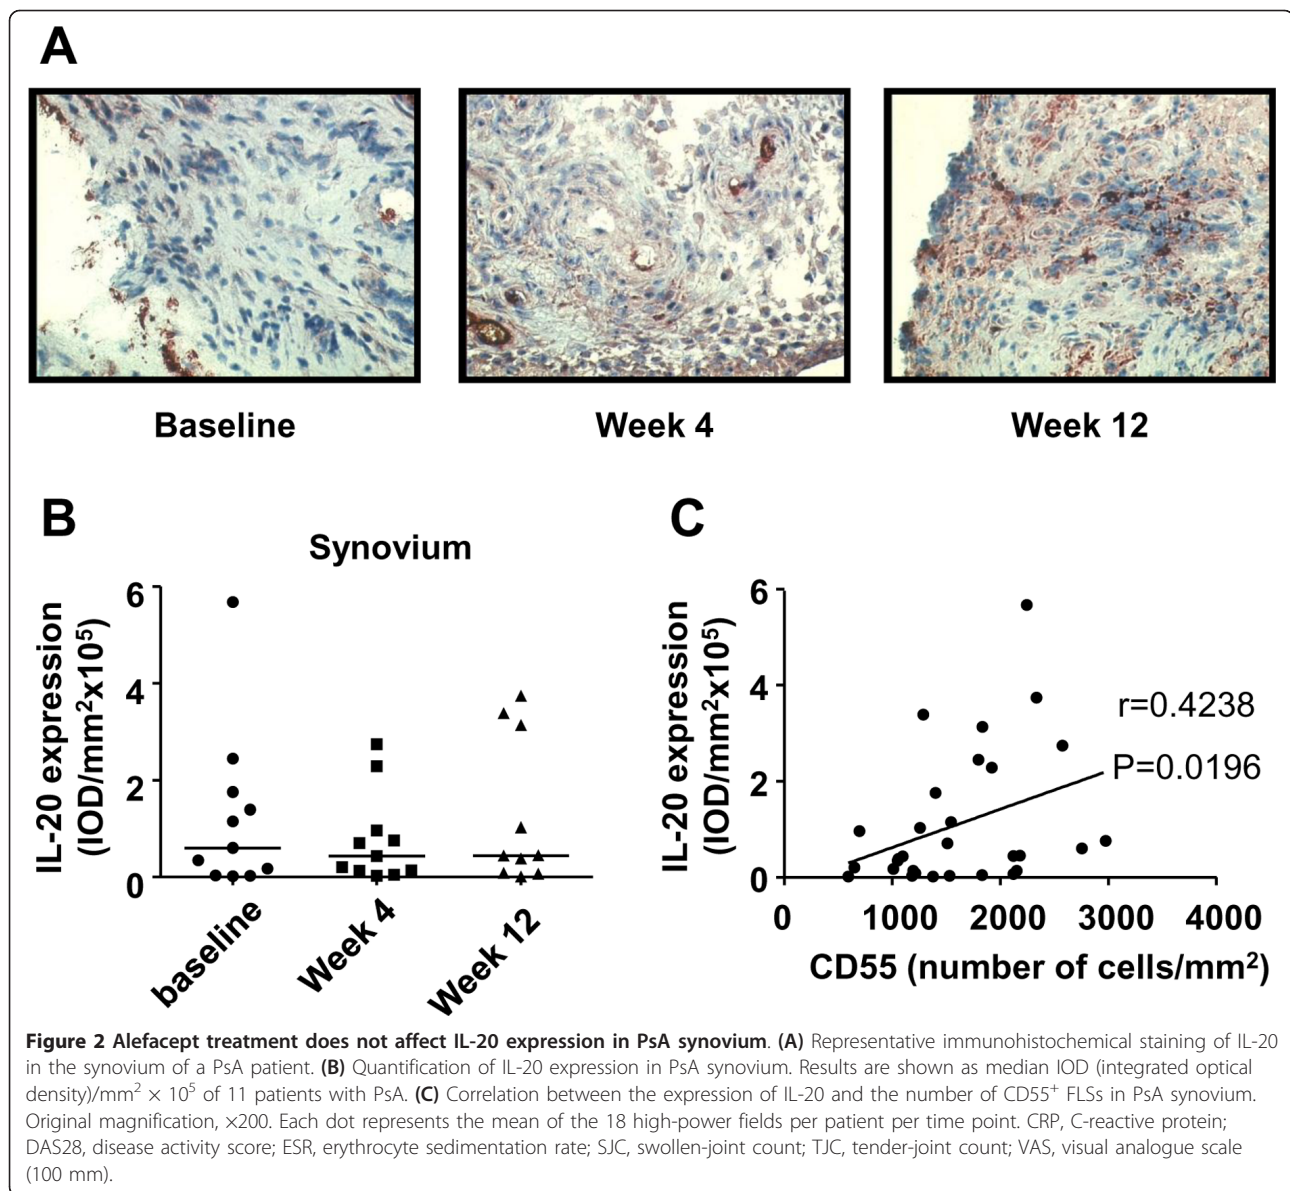 A
Baseline
Week 4
Week 12
B
Synovium
IL-20 expression
(IOD/mm²x10⁵)
6
4
2
0
baseline
Week 4
Week 12
C
IL-20 expression
(IOD/mm²x10⁵)
6
4
2
0
r=0.4238
P=0.0196
0 1000 2000 3000 4000
CD55 (number of cells/mm²)
Figure 2 Alefacept treatment does not affect IL-20 expression in PsA synovium. (A) Representative immunohistochemical staining of IL-20
in the synovium of a PsA patient. (B) Quantification of IL-20 expression in PsA synovium. Results are shown as median IOD (integrated optical
density)/mm² × 10⁵ of 11 patients with PsA. (C) Correlation between the expression of IL-20 and the number of CD55⁺ FLSs in PsA synovium.
Original magnification, ×200. Each dot represents the mean of the 18 high-power fields per patient per time point. CRP, C-reactive protein;
DAS28, disease activity score; ESR, erythrocyte sedimentation rate; SJC, swollen-joint count; TJC, tender-joint count; VAS, visual analogue scale
(100 mm).